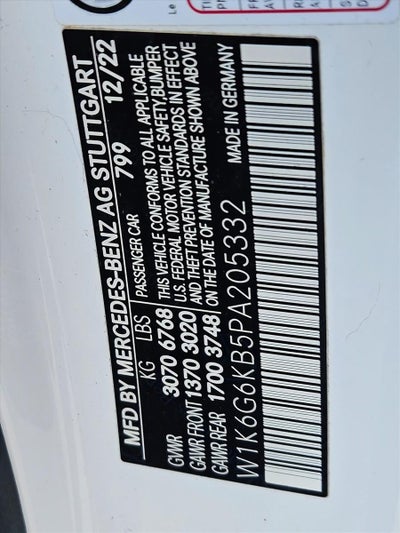 MFD BY MERCEDES-BENZ AG STUTTGART
799 12/22
KG LBS
PASSENGER CAR
GVWR 3070 6768
THIS VEHICLE CONFORMS TO ALL APPLICABLE
U.S. FEDERAL MOTOR VEHICLE SAFETY, BUMPER
GAWR FRONT 1370 3020
AND THEFT PREVENTION STANDARDS IN EFFECT
GAWR REAR 1700 3748
ON THE DATE OF MANUFACTURE SHOWN ABOVE
MADE IN GERMANY
W1K6G6KB5PA205332